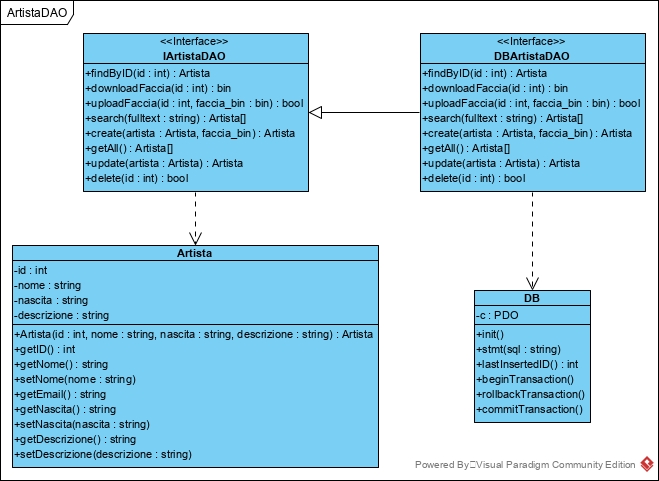 ArtistaDAO
<<Interface>>
IArtistaDAO
+findByID(id : int) : Artista
+downloadFaccia(id : int) : bin
+uploadFaccia(id : int, faccia_bin : bin) : bool
+search(fulltext : string) : Artista[]
+create(artista : Artista, faccia_bin) : Artista
+getAll() : Artista[]
+update(artista : Artista) : Artista
+delete(id : int) : bool
<<Interface>>
DBArtistaDAO
+findByID(id : int) : Artista
+downloadFaccia(id : int) : bin
+uploadFaccia(id : int, faccia_bin : bin) : bool
+search(fulltext : string) : Artista[]
+create(artista : Artista, faccia_bin) : Artista
+getAll() : Artista[]
+update(artista : Artista) : Artista
+delete(id : int) : bool
Artista
-id : int
-nome : string
-nascita : string
-descrizione : string
+Artista(id : int, nome : string, nascita : string, descrizione : string) : Artista
+getID() : int
+getNome() : string
+setNome(nome : string)
+getEmail() : string
+getNascita() : string
+setNascita(nascita : string)
+getDescrizione() : string
+setDescrizione(descrizione : string)
DB
-c : PDO
+init()
+stmt(sql : string)
+lastInsertedID() : int
+beginTransaction()
+rollbackTransaction()
+commitTransaction()
Powered By Visual Paradigm Community Edition